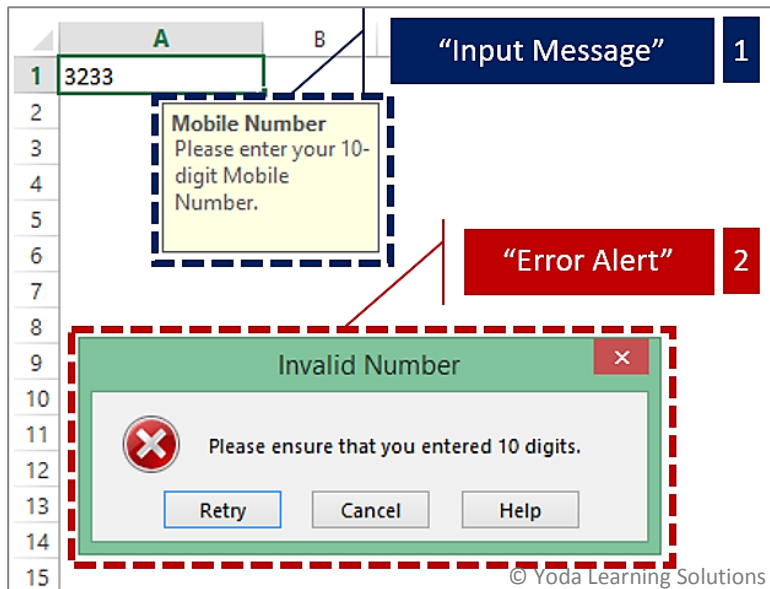 A B
“Input Message” 1
1 3233
2
Mobile Number
3
Please enter your 10-
digit Mobile
4
Number.
5
6
“Error Alert” 2
7
8
9
Invalid Number
10
11
Please ensure that you entered 10 digits.
12
13
Retry Cancel Help
14
15
© Yoda Learning Solutions